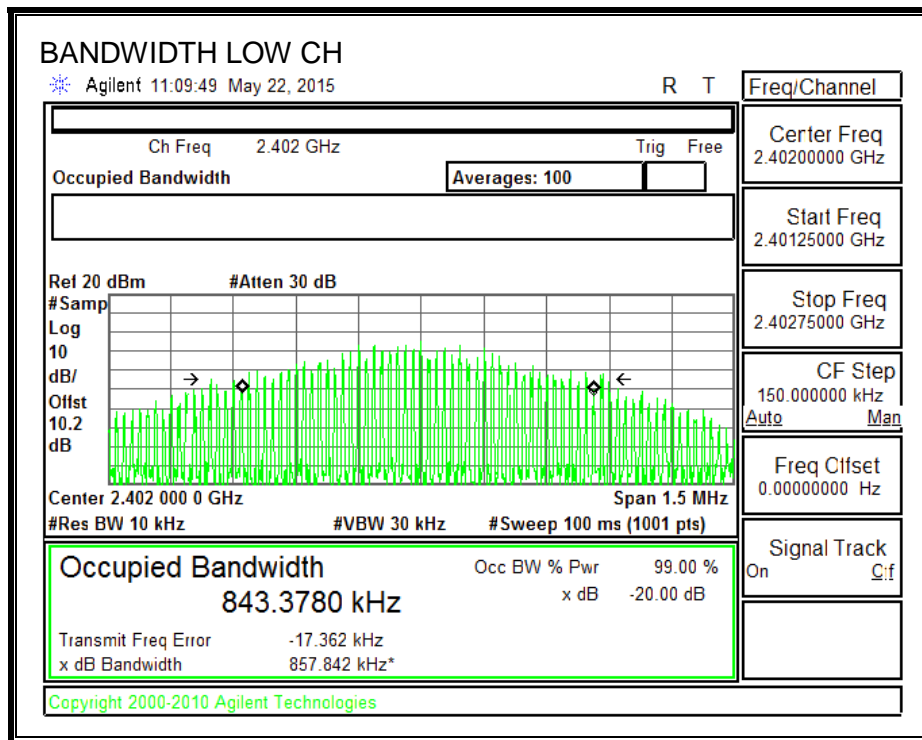 BANDWIDTH LOW CH
Agilent 11:09:49 May 22, 2015 R T
Freq/Channel
Ch Freq 2.402 GHz Trig Free
Occupied Bandwidth Averages: 100
Center Freq
2.40200000 GHz
Start Freq
2.40125000 GHz
Stop Freq
2.40275000 GHz
CF Step
150.000000 kHz
Auto Man
Freq Offset
0.00000000 Hz
Signal Track
On Off
Ref 20 dBm #Atten 30 dB
#Samp
Log
10
dB/
Offst
10.2
dB
Center 2.402 000 0 GHz Span 1.5 MHz
#Res BW 10 kHz #VBW 30 kHz #Sweep 100 ms (1001 pts)
Occupied Bandwidth Occ BW % Pwr 99.00 %
843.3780 kHz x dB -20.00 dB
Transmit Freq Error -17.362 kHz
x dB Bandwidth 857.842 kHz*
Copyright 2000-2010 Agilent Technologies